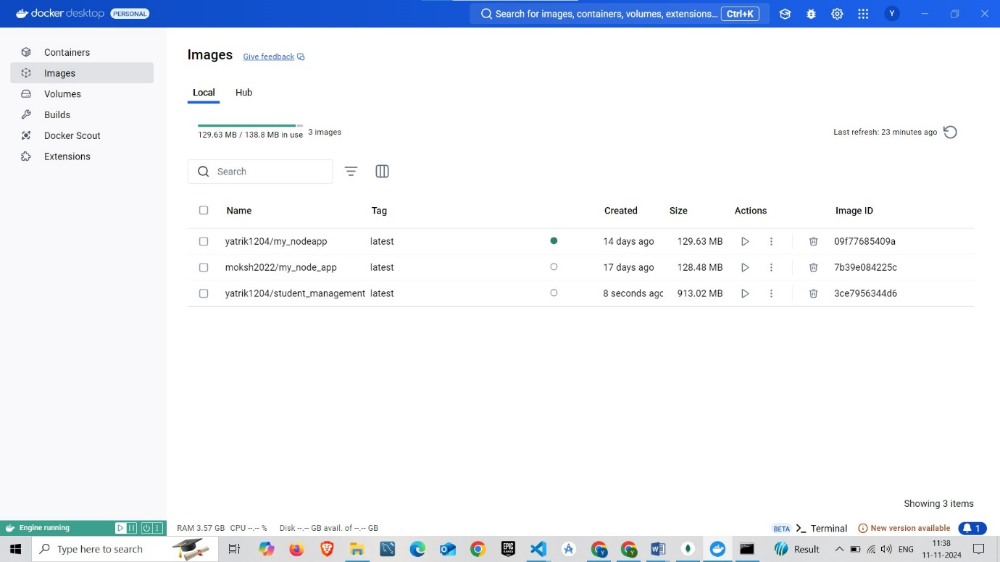 docker desktop PERSONAL
Search for images, containers, volumes, extensions... Ctrl+K
Y
Containers
Images
Volumes
Builds
Docker Scout
Extensions
Images Give feedback
Local Hub
129.63 MB / 138.8 MB in use 3 images
Last refresh: 23 minutes ago
Search
Name Tag Created Size Actions Image ID
yatrik1204/my_nodeapp latest 14 days ago 129.63 MB 09f77685409a
moksh2022/my_node_app latest 17 days ago 128.48 MB 7b39e084225c
yatrik1204/student_management latest 8 seconds agc 913.02 MB 3ce7956344d6
Showing 3 items
Engine running
RAM 3.57 GB CPU --.-- % Disk --.-- GB avail. of --.-- GB
BETA >_ Terminal New version available 1
Type here to search
EPIC GAMES
Y
Y
Result
ENG
11:38
11-11-2024